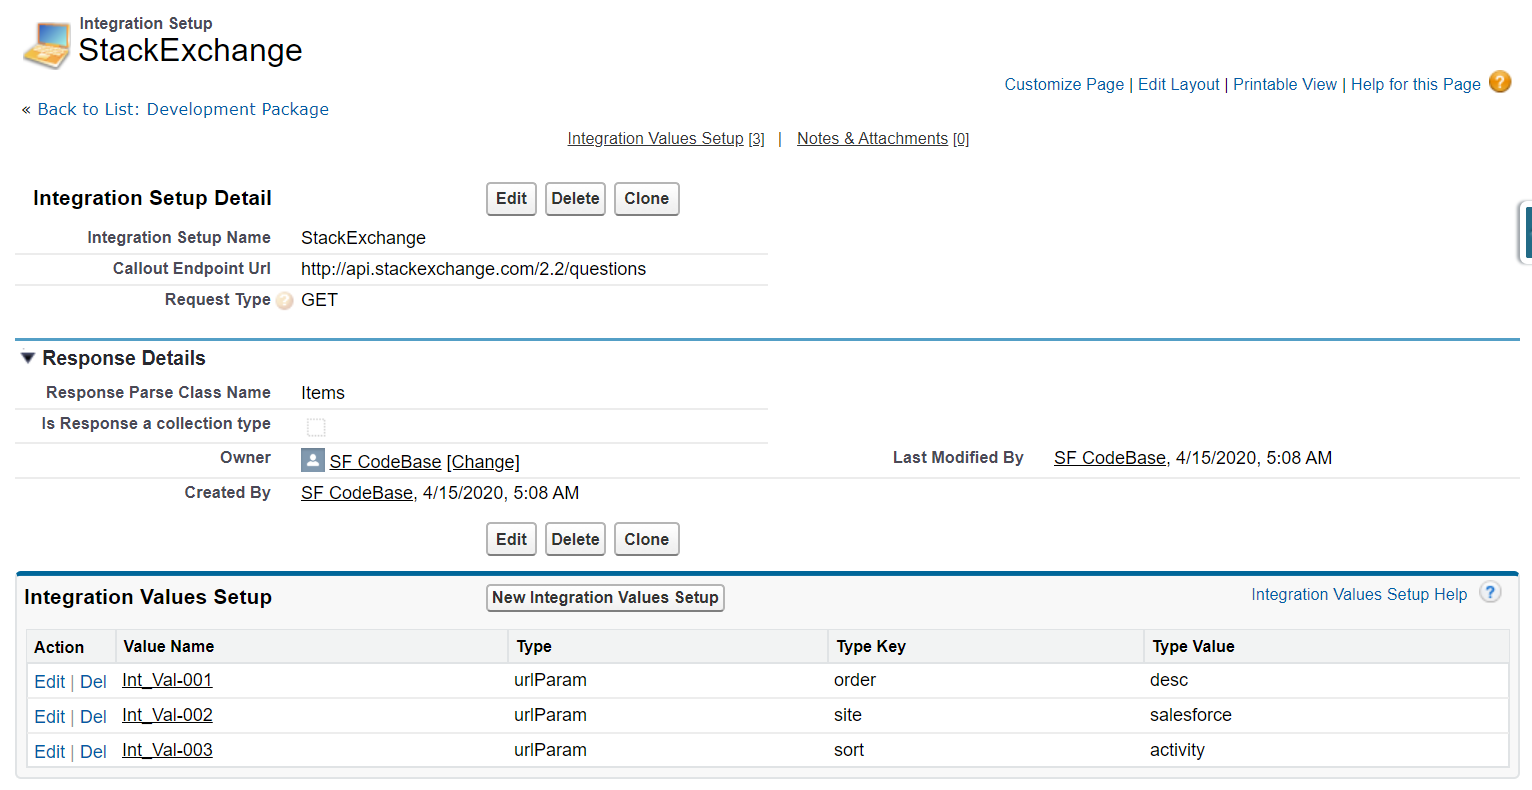 Integration Setup
StackExchange
Customize Page | Edit Layout | Printable View | Help for this Page ?
« Back to List: Development Package
Integration Values Setup [3] | Notes & Attachments [0]
Integration Setup Detail Edit Delete Clone
Integration Setup Name StackExchange
Callout Endpoint Url http://api.stackexchange.com/2.2/questions
Request Type ? GET
Response Details
Response Parse Class Name Items
Is Response a collection type
Owner SF CodeBase [Change] Last Modified By SF CodeBase, 4/15/2020, 5:08 AM
Created By SF CodeBase, 4/15/2020, 5:08 AM
Edit Delete Clone
Integration Values Setup New Integration Values Setup Integration Values Setup Help ?
Action Value Name Type Type Key Type Value
Edit | Del Int_Val-001 urlParam order desc
Edit | Del Int_Val-002 urlParam site salesforce
Edit | Del Int_Val-003 urlParam sort activity